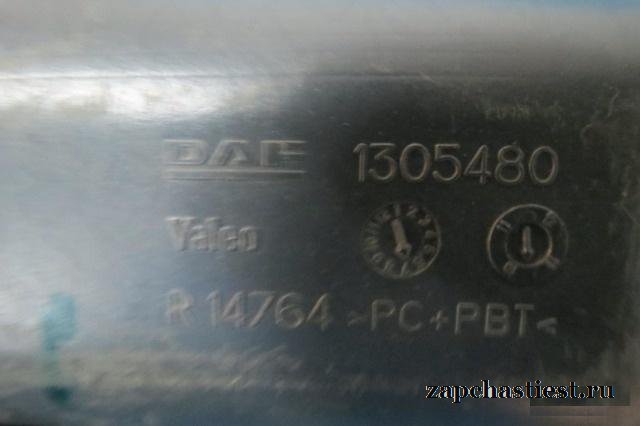 DAF 1305480
Valeo
R 14764 >PC+PBT<
zapchastiest.ru